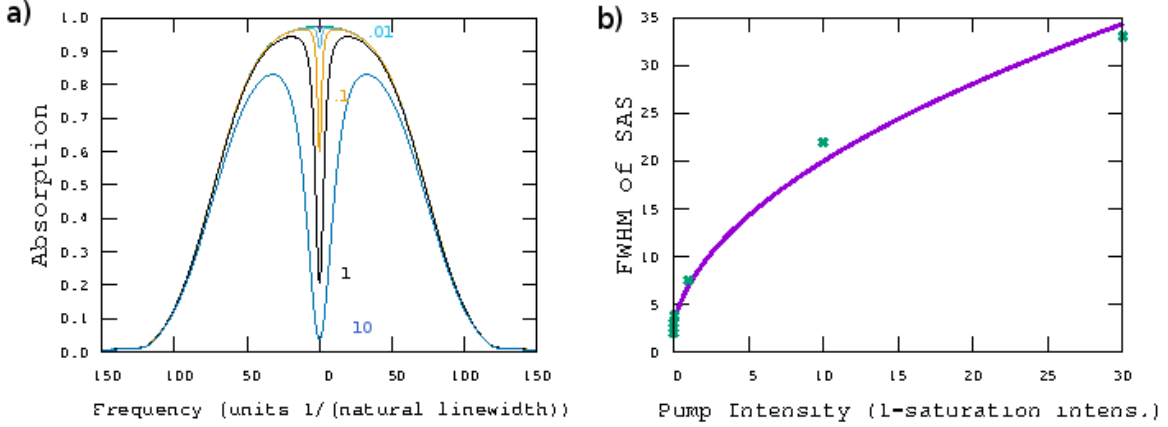 a)
Absorption
1.0
0.9
0.8
0.7
0.6
0.5
0.4
0.3
0.2
0.1
0.0
.01
.1
1
10
150 100 50 0 50 100 150
Frequency (units 1/(natural linewidth))
b)
FWHM of SAS
35
30
25
20
15
10
5
0
0 5 10 15 20 25 30
Pump Intensity (1-saturation intens.)